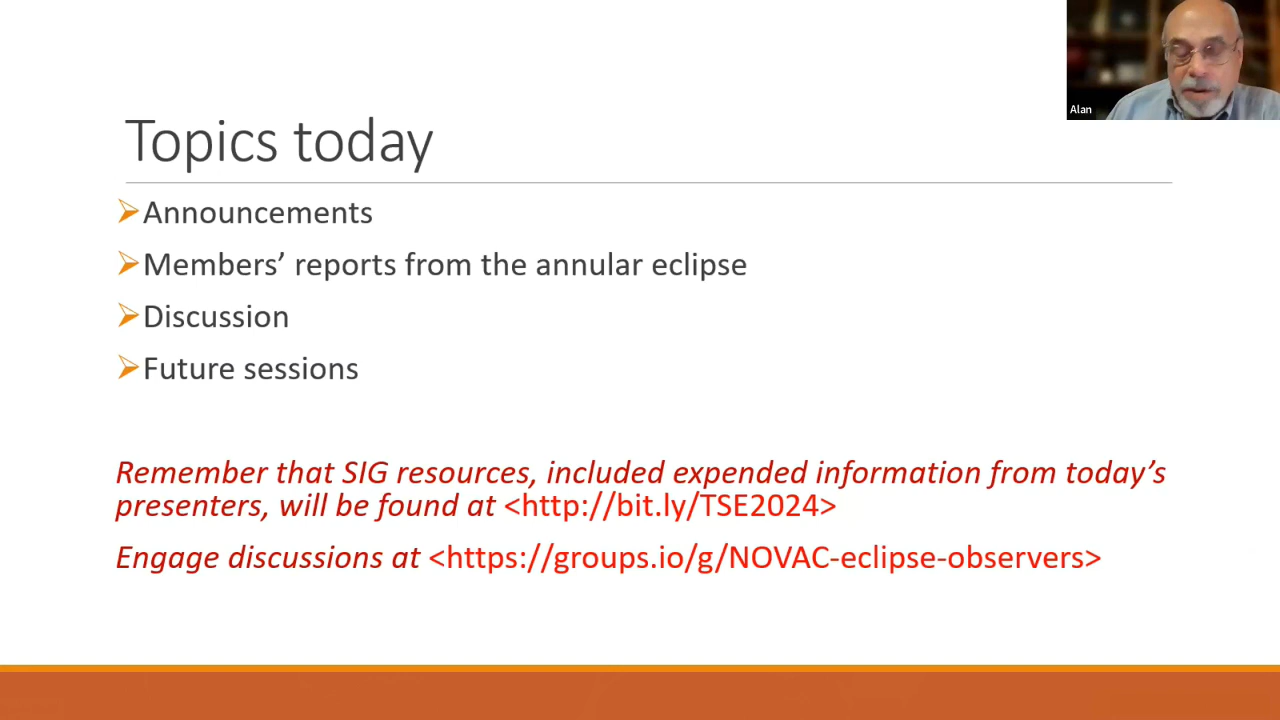 Topics today
Alan
Announcements
Members’ reports from the annular eclipse
Discussion
Future sessions
Remember that SIG resources, included expended information from today’s
presenters, will be found at <http://bit.ly/TSE2024>
Engage discussions at <https://groups.io/g/NOVAC-eclipse-observers>